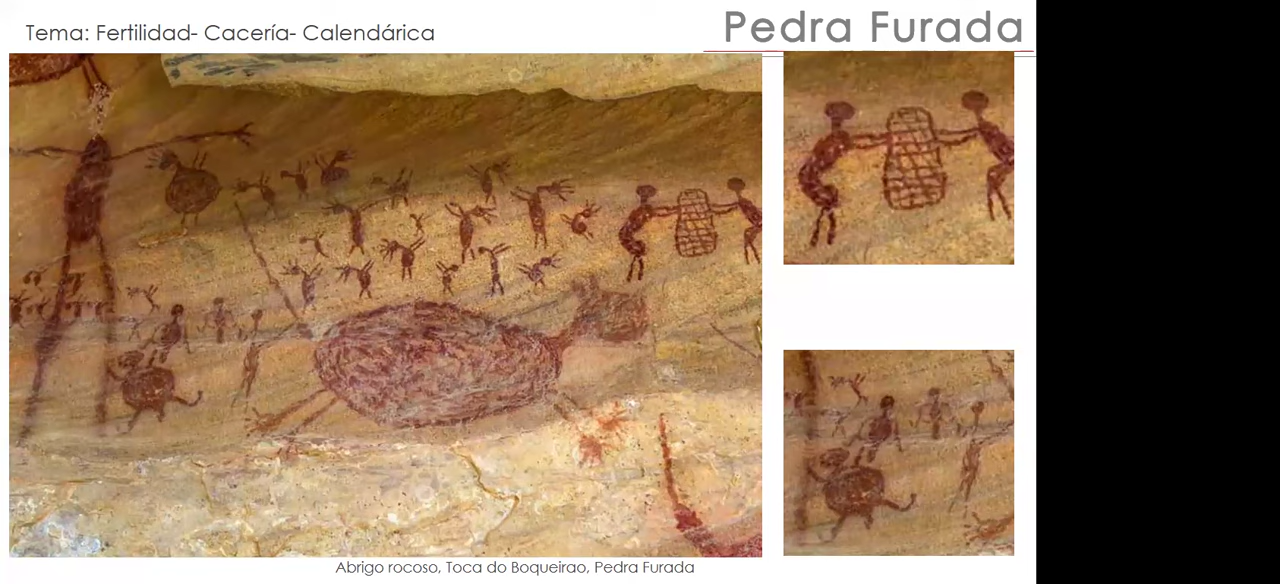 Pedra Furada
Tema: Fertilidad- Cacería- Calendárica
Abrigo rocoso, Toca do Boqueirao, Pedra Furada